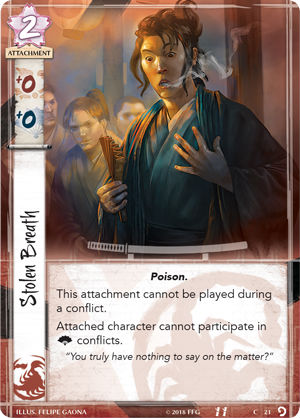 2
ATTACHMENT
+0
+0
Stolen Breath
Poison.
This attachment cannot be played during
a conflict.
Attached character cannot participate in
conflicts.
“You truly have nothing to say on the matter?”
ILLUS. FELIPE GAONA
© 2018 FFG
C 21